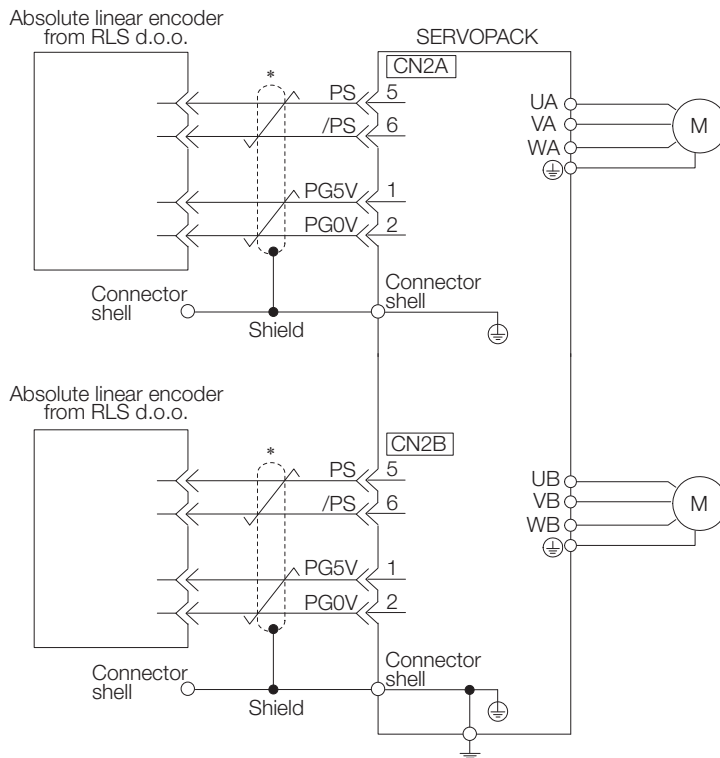 Absolute linear encoder
from RLS d.o.o.
SERVOPACK
CN2A
*
PS
5
/PS
6
PG5V
1
PG0V
2
UA
VA
WA
M
Connector
shell
Connector
shell
Shield
Absolute linear encoder
from RLS d.o.o.
CN2B
*
PS
5
/PS
6
PG5V
1
PG0V
2
UB
VB
WB
M
Connector
shell
Connector
shell
Shield